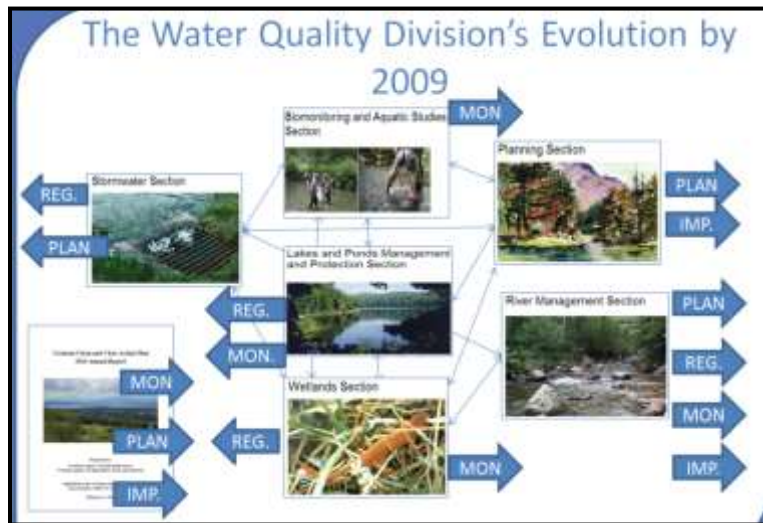 The Water Quality Division's Evolution by
2009
Biomonitoring and Aquatic Studies
Section
MON
Planning Section
Stormwater Section
REG.
PLAN
PLAN
IMP.
Lakes and Ponds Management
and Protection Section
REG.
MON.
River Management Section
PLAN
REG.
MON
IMP.
MON
PLAN
IMP.
Wetlands Section
REG.
MON